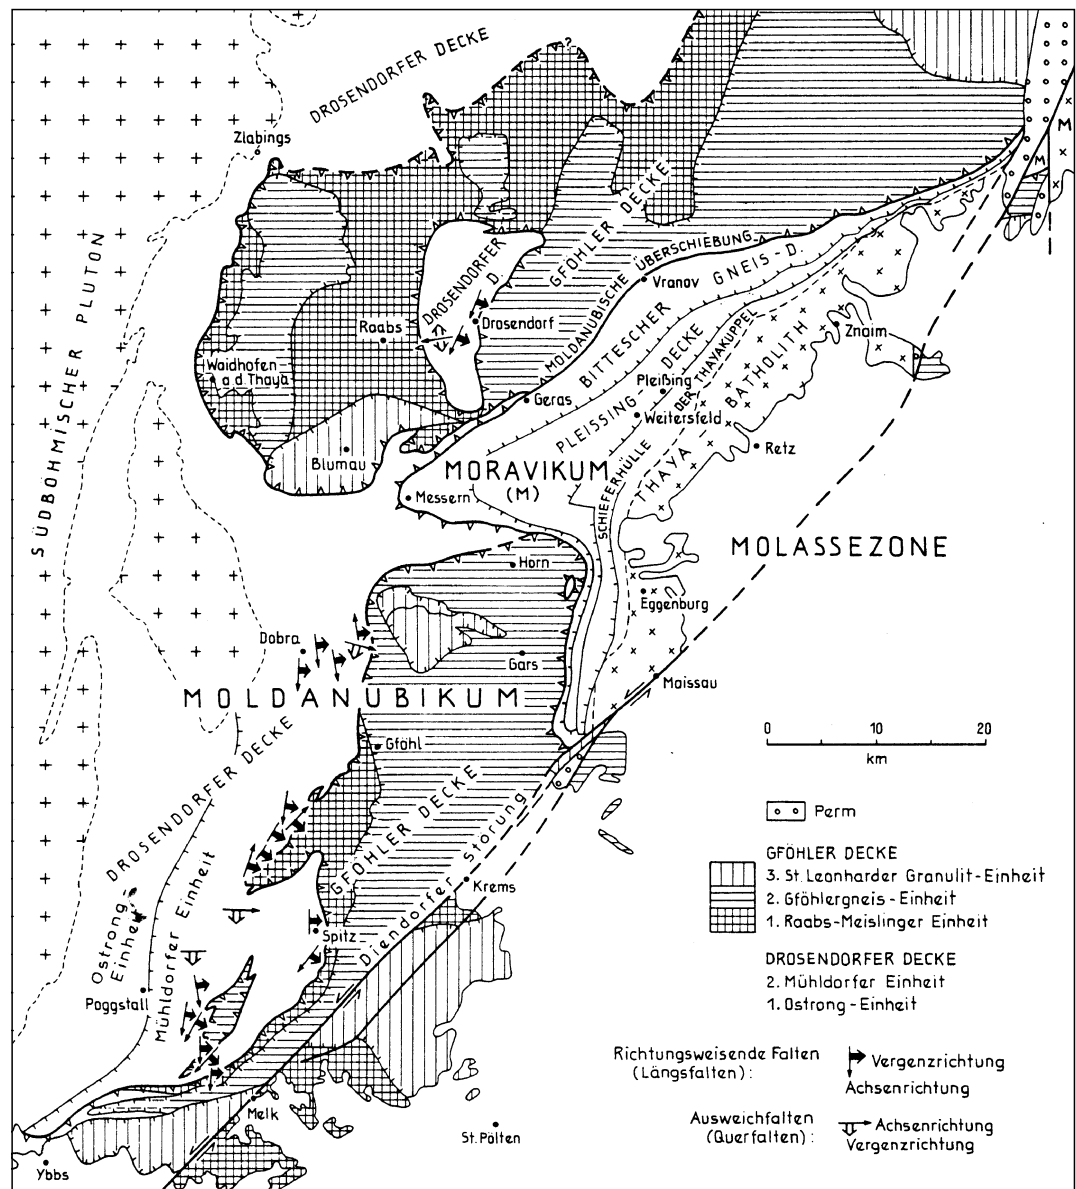 DROSENDORFER DECKE
?
Zlabings
M
M
SÜDBÖHMISCHER PLUTON
GFÖHLER DECKE
DROSENDORFER D.
MOLDANUBISCHE ÜBERSCHIEBUNG
Vranov
Raabs
Drosendorf
BITTESCHER GNEIS-D.
Znaim
Waidhofen
a.d.Thaya
PLEISSING-DECKE
Pleißing
Geras
Weitersfeld
SCHIEFERHÜLLE DER THAYAKUPPEL
THAYA BATHOLITH
Retz
Blumau
MORAVIKUM
(M)
Messern
MOLASSEZONE
Horn
Eggenburg
Dobra
Gars
Maissau
MOLDANUBIKUM
0 10 20
km
Gföhl
DROSENDORFER DECKE
GFÖHLER DECKE
Diendorfer Störung
Krems
Ostrong
Einheit
Mühldorfer Einheit
Spitz
Pöggstall
Melk
St.Pölten
Ybbs
Perm
GFÖHLER DECKE
3. St.Leonharder Granulit-Einheit
2. Gföhlergneis-Einheit
1. Raabs-Meislinger Einheit
DROSENDORFER DECKE
2. Mühldorfer Einheit
1. Ostrong-Einheit
Richtungsweisende Falten
(Längsfalten):
Vergenzrichtung
Achsenrichtung
Ausweichfalten
(Querfalten):
Achsenrichtung
Vergenzrichtung